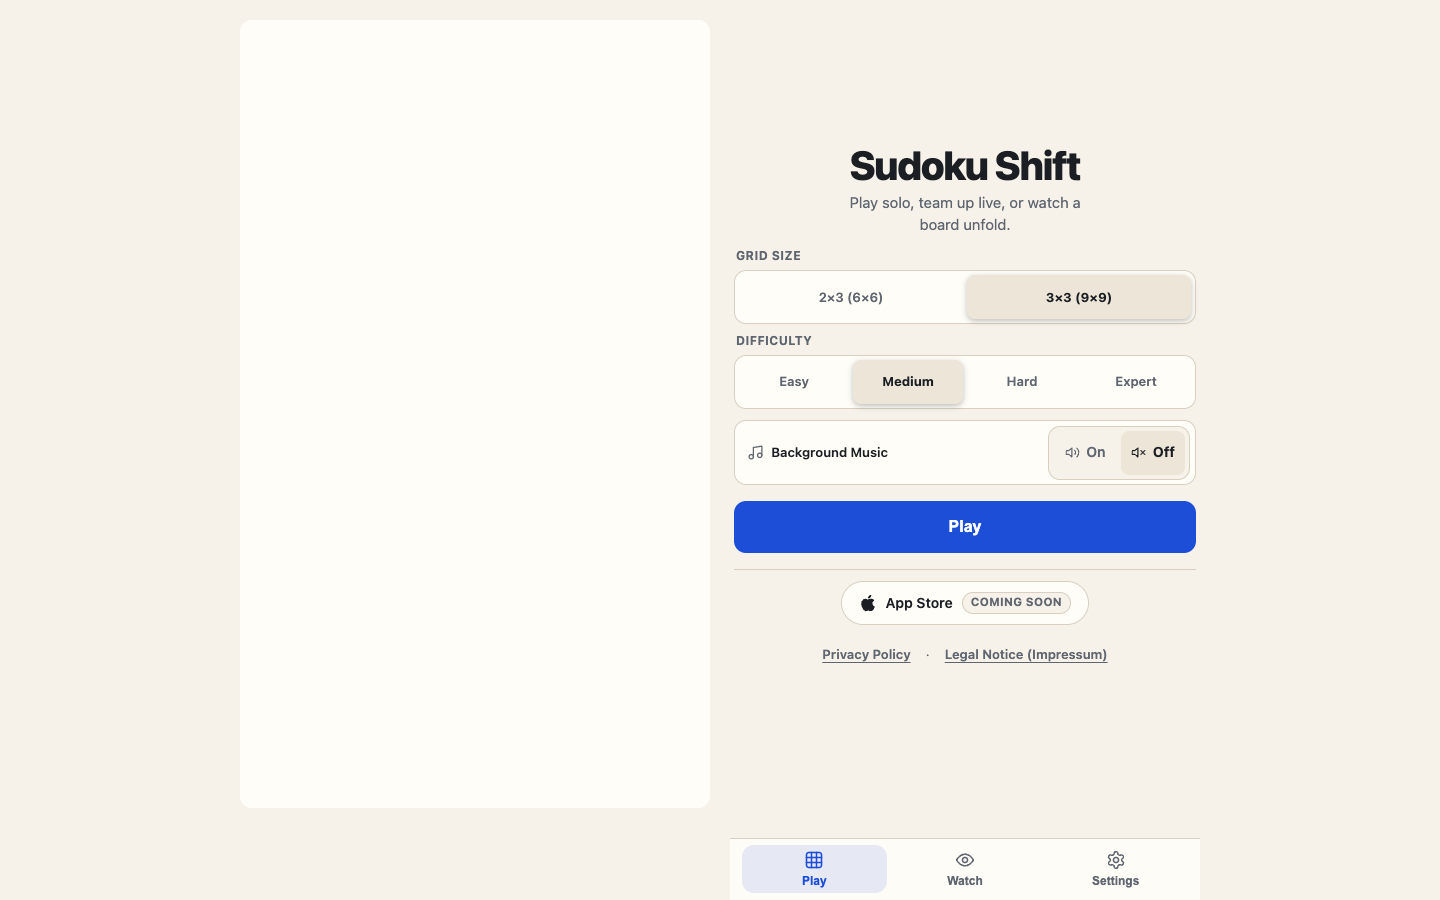 Sudoku Shift
Play solo, team up live, or watch a
board unfold.
GRID SIZE
2×3 (6×6)
3×3 (9×9)
DIFFICULTY
Easy
Medium
Hard
Expert
Background Music
On
Off
Play
App Store
COMING SOON
Privacy Policy · Legal Notice (Impressum)
Play
Watch
Settings